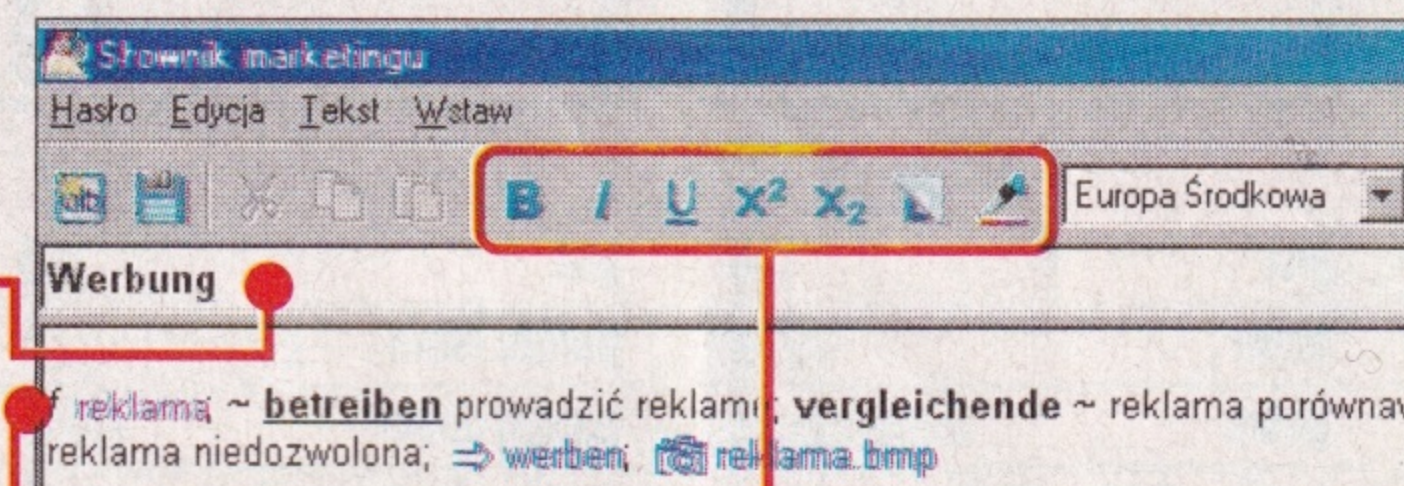 Słownik marketingu
Hasło Edycja Tekst Wstaw
B I U X² X₂ Europa Środkowa
Werbung
f reklama; ~ betreiben prowadzić reklamę; vergleichende ~ reklama
reklama niedozwolona; ⇨ werben; reklama.bmp